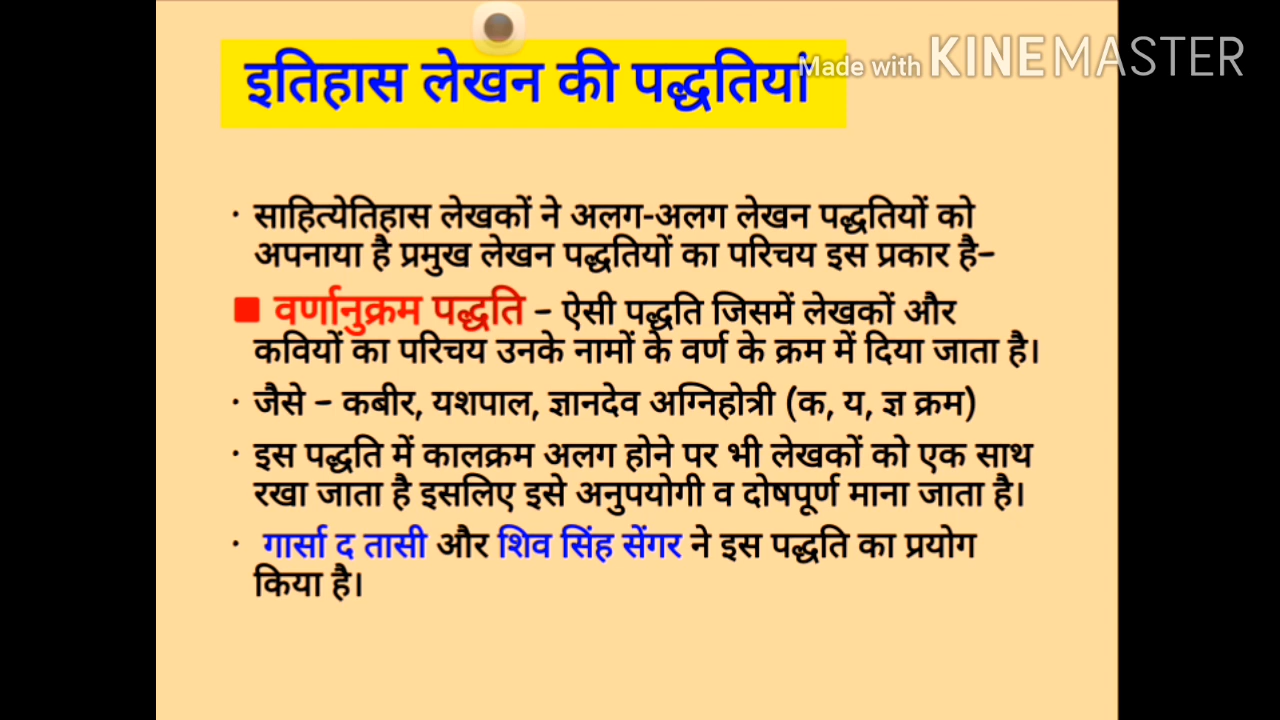 इतिहास लेखन की पद्धतियां
Made with KINEMASTER
· साहित्येतिहास लेखकों ने अलग-अलग लेखन पद्धतियों को
अपनाया है प्रमुख लेखन पद्धतियों का परिचय इस प्रकार है–
■ वर्णानुक्रम पद्धति – ऐसी पद्धति जिसमें लेखकों और
कवियों का परिचय उनके नामों के वर्ण के क्रम में दिया जाता है।
· जैसे – कबीर, यशपाल, ज्ञानदेव अग्निहोत्री (क, य, ज्ञ क्रम)
· इस पद्धति में कालक्रम अलग होने पर भी लेखकों को एक साथ
रखा जाता है इसलिए इसे अनुपयोगी व दोषपूर्ण माना जाता है।
· गार्सा द तासी और शिव सिंह सेंगर ने इस पद्धति का प्रयोग
किया है।